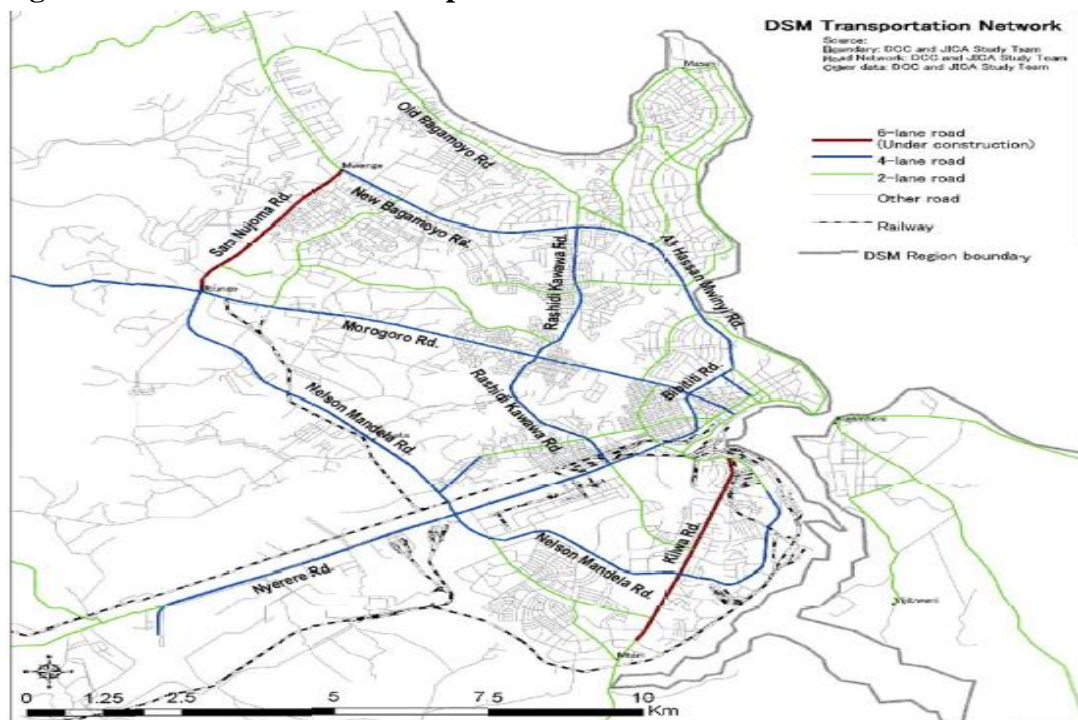 DSM Transportation Network
Source:
Boundary: DCC and JICA Study Team
Road Network: DCC and JICA Study Team
Other data: DCC and JICA Study Team
6-lane road
(Under construction)
4-lane road
2-lane road
Other road
Railway
DSM Region boundary
Old Bagamoyo Rd
Mwenge
Sam Nujoma Rd.
New Bagamoyo Rd.
Rashidi Kawawa Rd.
Ali Hassan Mwinyi Rd.
Ubungo
Morogoro Rd.
Bibititi Rd.
Rashidi Kawawa Rd.
Nelson Mandela Rd.
Kilwa Rd.
Nelson Mandela Rd.
Nyerere Rd
0 1.25 2.5 5 7.5 10
Km